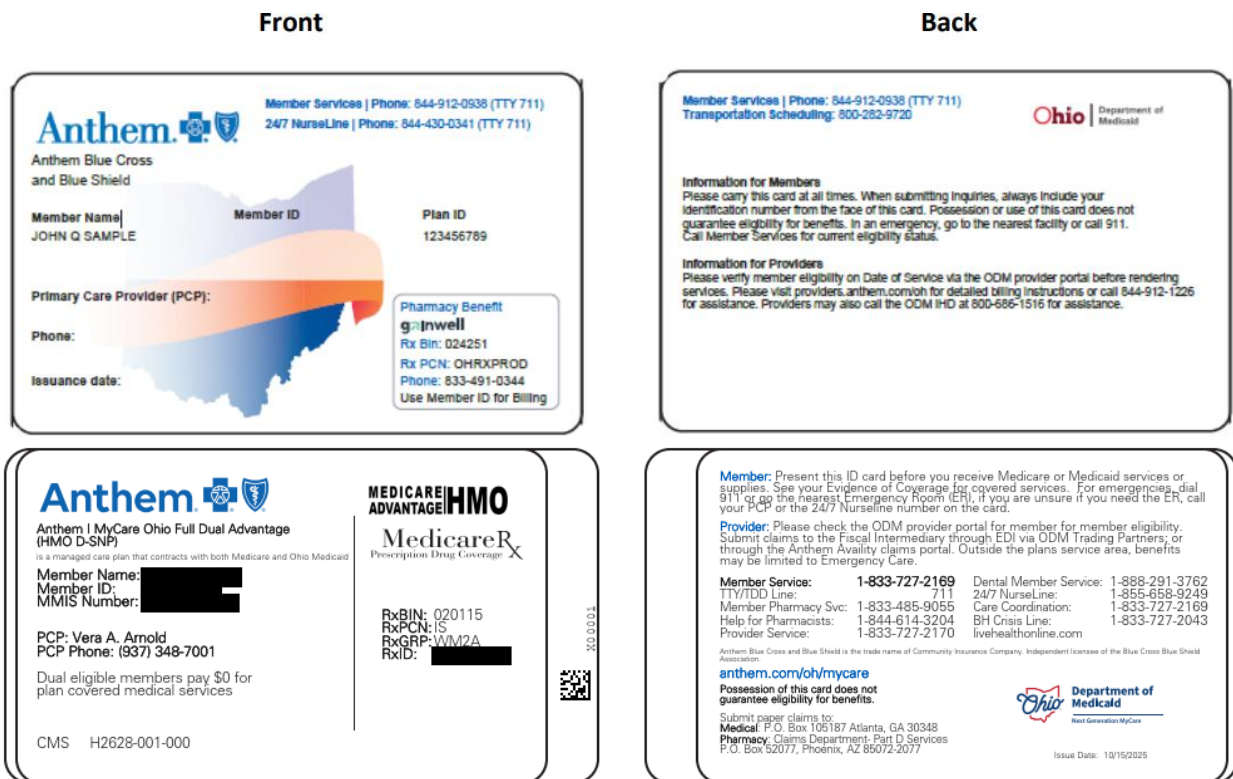 Front
Back
Anthem.
Member Services | Phone: 844-912-0938 (TTY 711)
24/7 NurseLine | Phone: 844-430-0341 (TTY 711)
Anthem Blue Cross
and Blue Shield
Member Name
Member ID
Plan ID
JOHN Q SAMPLE
123456789
Primary Care Provider (PCP):
Phone:
Issuance date:
Pharmacy Benefit
gainwell
Rx Bin: 024251
Rx PCN: OHRXPROD
Phone: 833-491-0344
Use Member ID for Billing
Member Services | Phone: 844-912-0938 (TTY 711)
Transportation Scheduling: 800-282-9720
Ohio | Department of
Medicaid
Information for Members
Please carry this card at all times. When submitting inquiries, always include your
identification number from the face of this card. Possession or use of this card does not
guarantee eligibility for benefits. In an emergency, go to the nearest facility or call 911.
Call Member Services for current eligibility status.
Information for Providers
Please verify member eligibility on Date of Service via the ODM provider portal before rendering
services. Please visit providers.anthem.com/oh for detailed billing instructions or call 844-912-1226
for assistance. Providers may also call the ODM IHD at 800-686-1516 for assistance.
Anthem
Anthem | MyCare Ohio Full Dual Advantage
(HMO D-SNP)
is a managed care plan that contracts with both Medicare and Ohio Medicaid
Member Name:
Member ID:
MMIS Number:
PCP: Vera A. Arnold
PCP Phone: (937) 348-7001
Dual eligible members pay $0 for
plan covered medical services
CMS H2628-001-000
MEDICARE
ADVANTAGE
HMO
MedicareRx
Prescription Drug Coverage
RxBIN: 020115
RxPCN: IS
RxGRP: WM2A
RxID:
X00001
Member: Present this ID card before you receive Medicare or Medicaid services or
supplies. See your Evidence of Coverage for covered services. For emergencies, dial
911 or go the nearest Emergency Room (ER), if you are unsure if you need the ER, call
your PCP or the 24/7 Nurseline number on the card.
Provider: Please check the ODM provider portal for member for member eligibility.
Submit claims to the Fiscal Intermediary through EDI via ODM Trading Partners; or
through the Anthem Availity claims portal. Outside the plans service area, benefits
may be limited to Emergency Care.
Member Service: 1-833-727-2169
TTY/TDD Line: 711
Member Pharmacy Svc: 1-833-485-9055
Help for Pharmacists: 1-844-614-3204
Provider Service: 1-833-727-2170
Dental Member Service: 1-888-291-3762
24/7 NurseLine: 1-855-658-9249
Care Coordination: 1-833-727-2169
BH Crisis Line: 1-833-727-2043
livehealthonline.com
Anthem Blue Cross and Blue Shield is the trade name of Community Insurance Company. Independent licensee of the Blue Cross Blue Shield
Association.
anthem.com/oh/mycare
Possession of this card does not
guarantee eligibility for benefits.
Submit paper claims to:
Medical: P.O. Box 105187 Atlanta, GA 30348
Pharmacy: Claims Department- Part D Services
P.O. Box 52077, Phoenix, AZ 85072-2077
Ohio
Department of
Medicaid
Next Generation MyCare
Issue Date: 10/15/2025